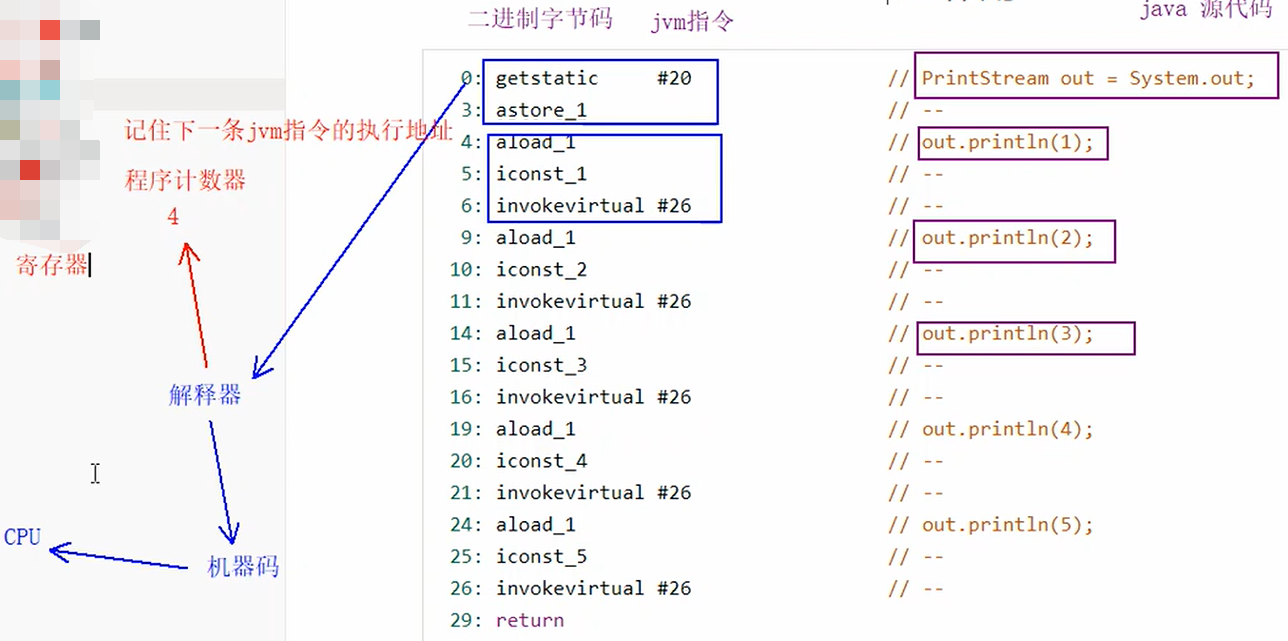 二进制字节码 jvm指令 java 源代码
0: getstatic #20 // PrintStream out = System.out;
3: astore_1 // --
记住下一条jvm指令的执行地址
4: aload_1 // out.println(1);
5: iconst_1 // --
程序计数器
6: invokevirtual #26 // --
4
9: aload_1 // out.println(2);
寄存器
10: iconst_2 // --
11: invokevirtual #26 // --
14: aload_1 // out.println(3);
15: iconst_3 // --
解释器
16: invokevirtual #26 // --
19: aload_1 // out.println(4);
20: iconst_4 // --
21: invokevirtual #26 // --
24: aload_1 // out.println(5);
CPU
25: iconst_5 // --
机器码
26: invokevirtual #26 // --
29: return